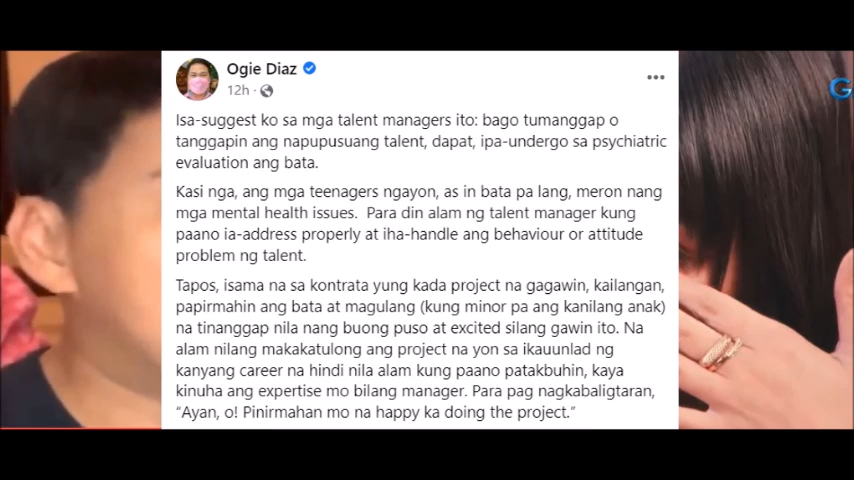 Ogie Diaz
12h ·
Isa-suggest ko sa mga talent managers ito: bago tumanggap o
tanggapin ang napupusuang talent, dapat, ipa-undergo sa psychiatric
evaluation ang bata.
Kasi nga, ang mga teenagers ngayon, as in bata pa lang, meron nang
mga mental health issues.  Para din alam ng talent manager kung
paano ia-address properly at iha-handle ang behaviour or attitude
problem ng talent.
Tapos, isama na sa kontrata yung kada project na gagawin, kailangan,
papirmahin ang bata at magulang (kung minor pa ang kanilang anak)
na tinanggap nila nang buong puso at excited silang gawin ito. Na
alam nilang makakatulong ang project na yon sa ikauunlad ng
kanyang career na hindi nila alam kung paano patakbuhin, kaya
kinuha ang expertise mo bilang manager. Para pag nagkabaligtaran,
“Ayan, o! Pinirmahan mo na happy ka doing the project.”
G